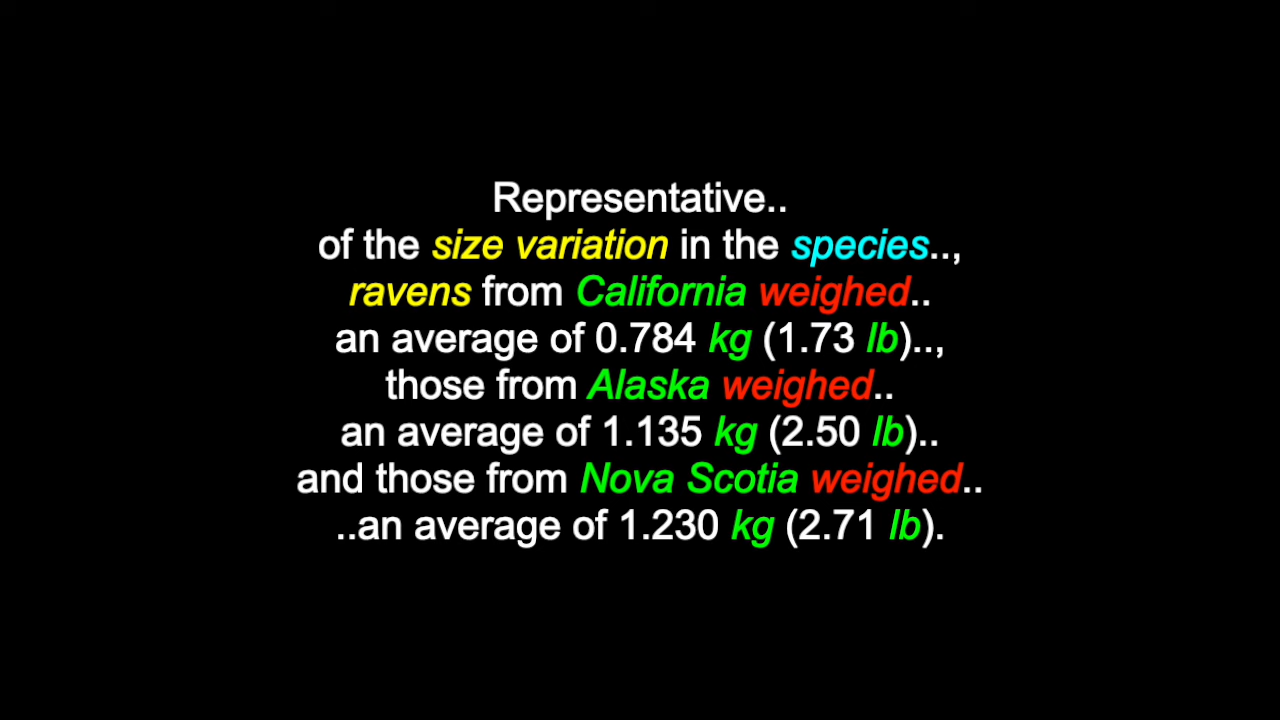 Representative..
of the size variation in the species..,
ravens from California weighed..
an average of 0.784 kg (1.73 lb)..,
those from Alaska weighed..
an average of 1.135 kg (2.50 lb)..
and those from Nova Scotia weighed..
..an average of 1.230 kg (2.71 lb).